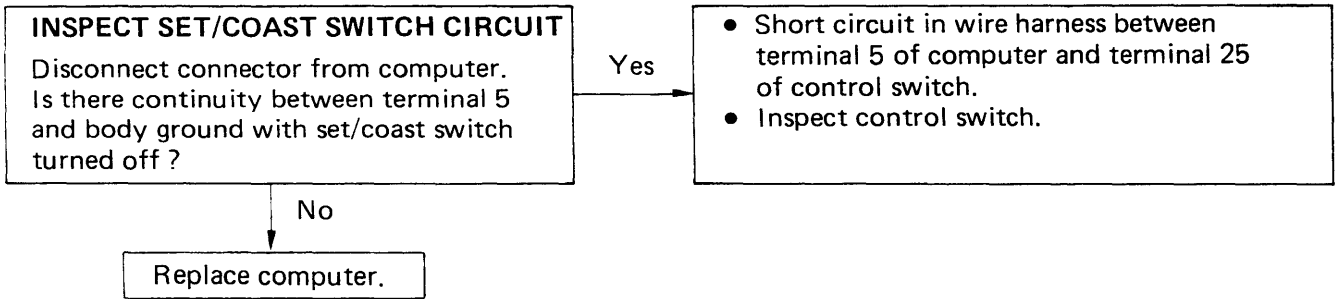 INSPECT SET/COAST SWITCH CIRCUIT
Disconnect connector from computer.
Is there continuity between terminal 5
and body ground with set/coast switch
turned off ?
Yes
● Short circuit in wire harness between
terminal 5 of computer and terminal 25
of control switch.
● Inspect control switch.
No
Replace computer.